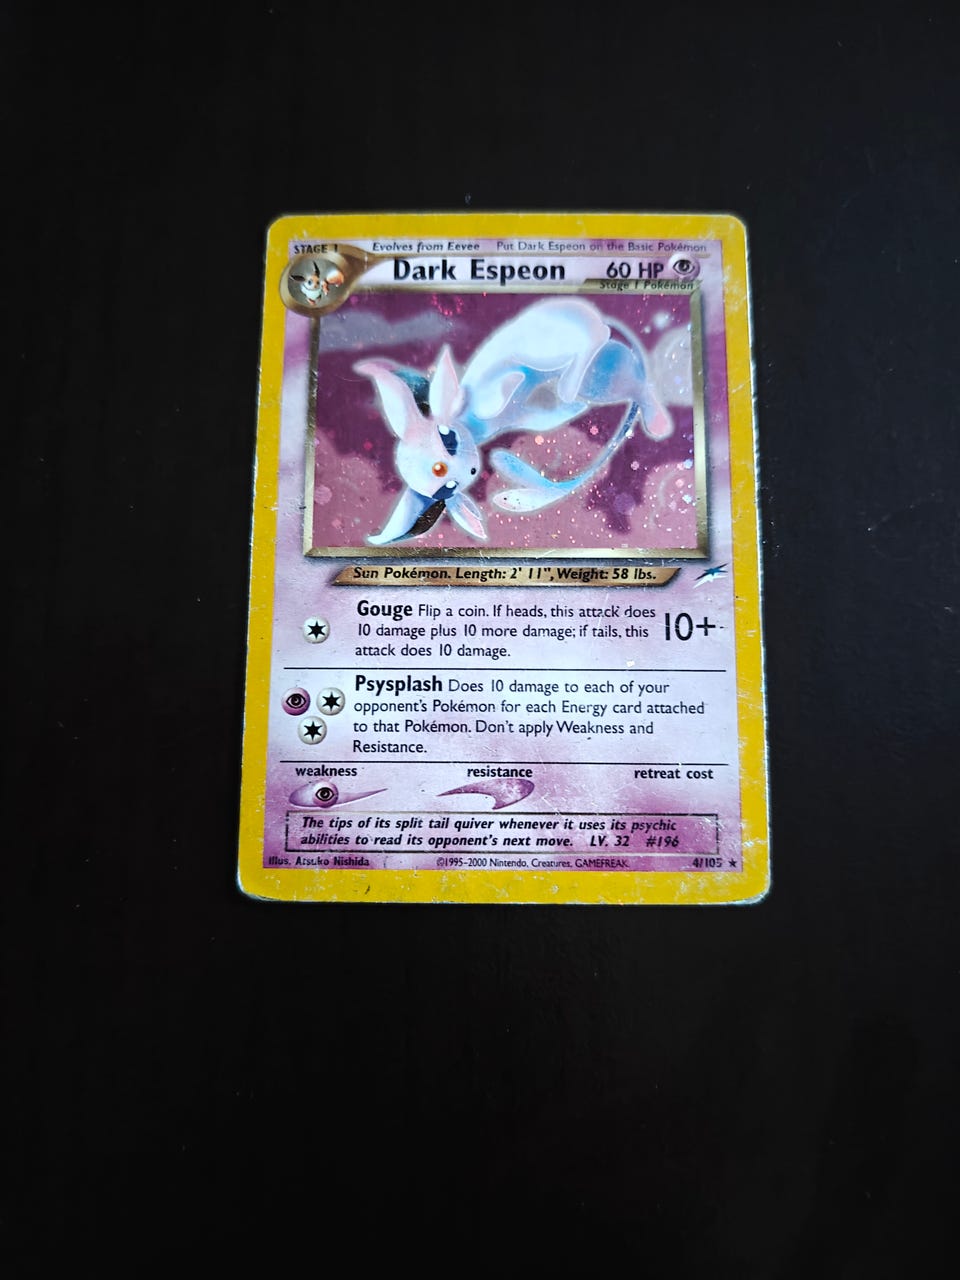 STAGE 1 Evolves from Eevee Put Dark Espeon on the Basic Pokémon
Dark Espeon 60 HP
Stage 1 Pokémon
Sun Pokémon. Length: 2' 11", Weight: 58 lbs.
Gouge Flip a coin. If heads, this attack does
10 damage plus 10 more damage; if tails, this
attack does 10 damage.
10+
Psysplash Does 10 damage to each of your
opponent's Pokémon for each Energy card attached
to that Pokémon. Don't apply Weakness and
Resistance.
weakness resistance retreat cost
The tips of its split tail quiver whenever it uses its psychic
abilities to read its opponent's next move. LV. 32 #196
Illus. Atsuko Nishida ©1995-2000 Nintendo, Creatures, GAMEFREAK. 4/105 ★